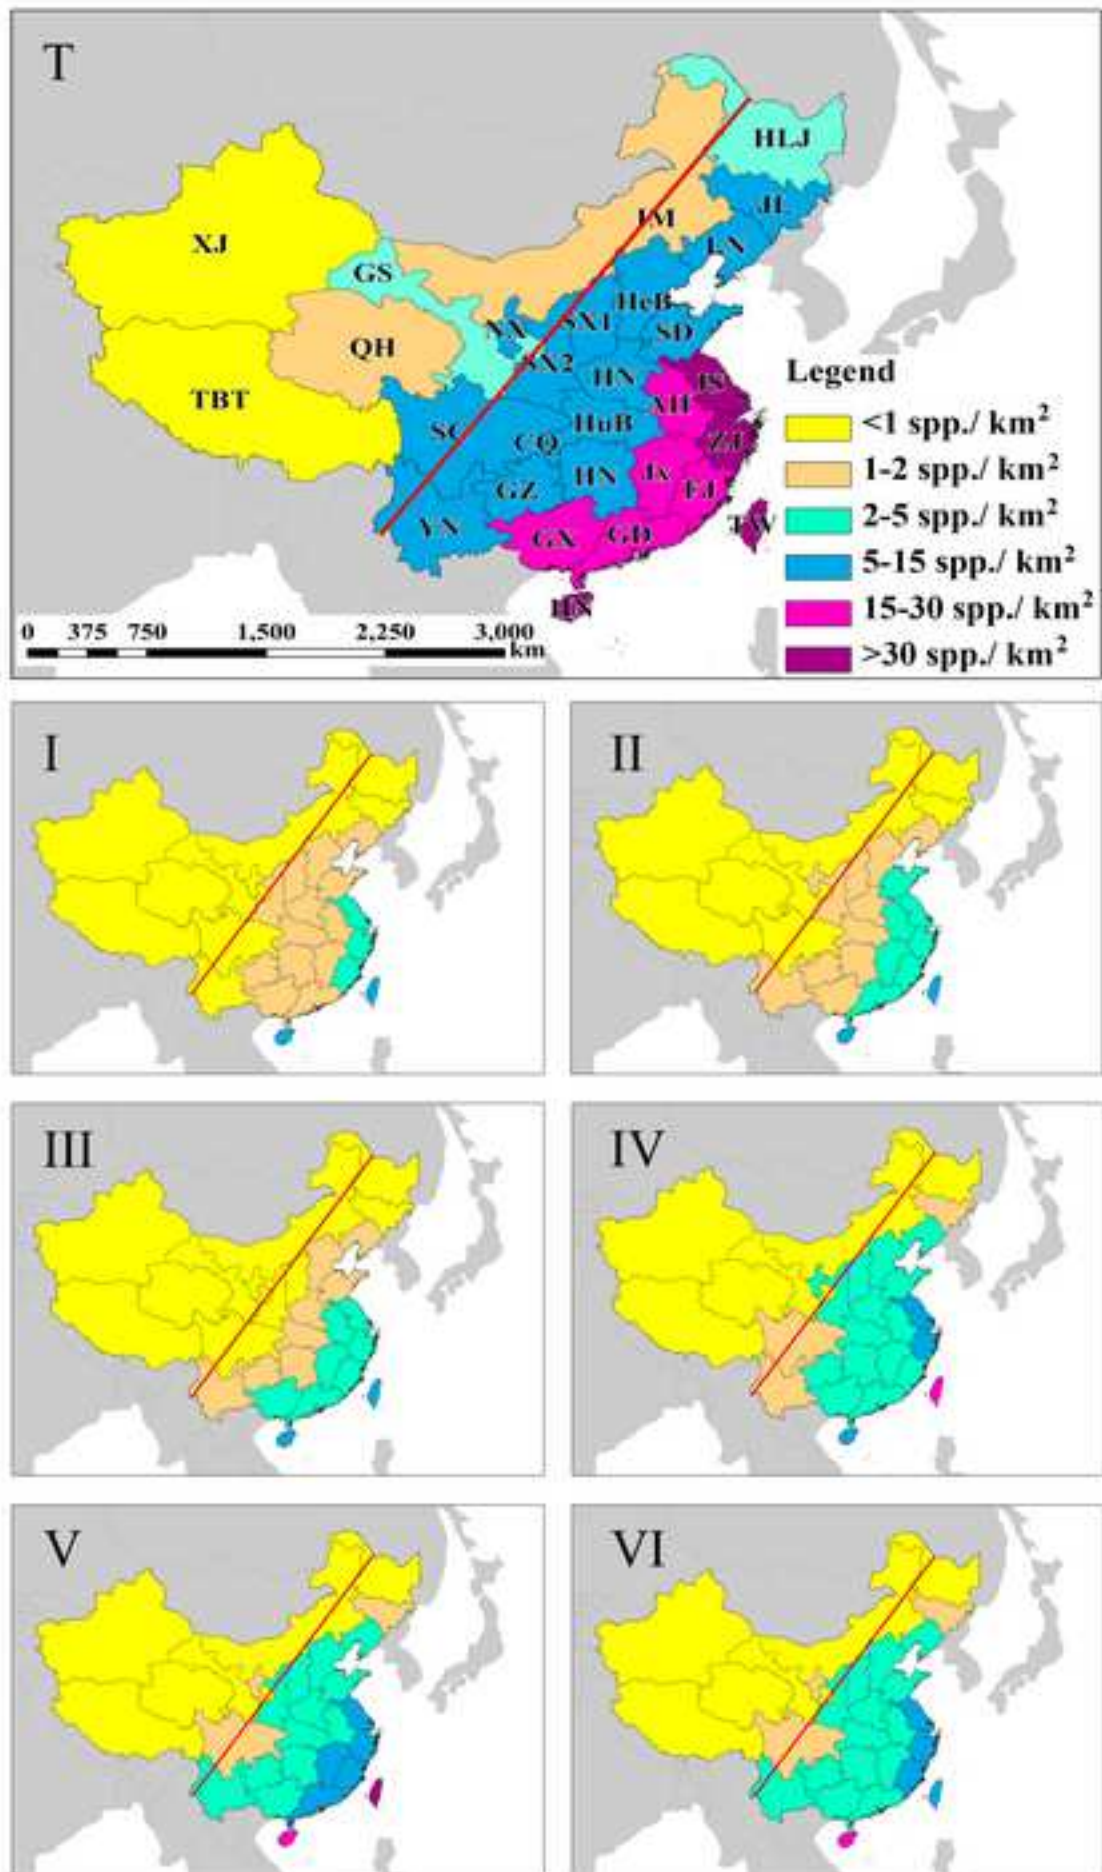 T
HLJ
JL
IM
LN
XJ
GS
HeB
NX
SX1
SD
QH
SX2
HN
JS
AH
TBT
SC
HuB
ZJ
CQ
HN
Jx
FJ
GZ
YN
GX
GD
TW
HN
Legend
<1 spp./ km²
1-2 spp./ km²
2-5 spp./ km²
5-15 spp./ km²
15-30 spp./ km²
>30 spp./ km²
0 375 750 1,500 2,250 3,000
km
I
II
III
IV
V
VI